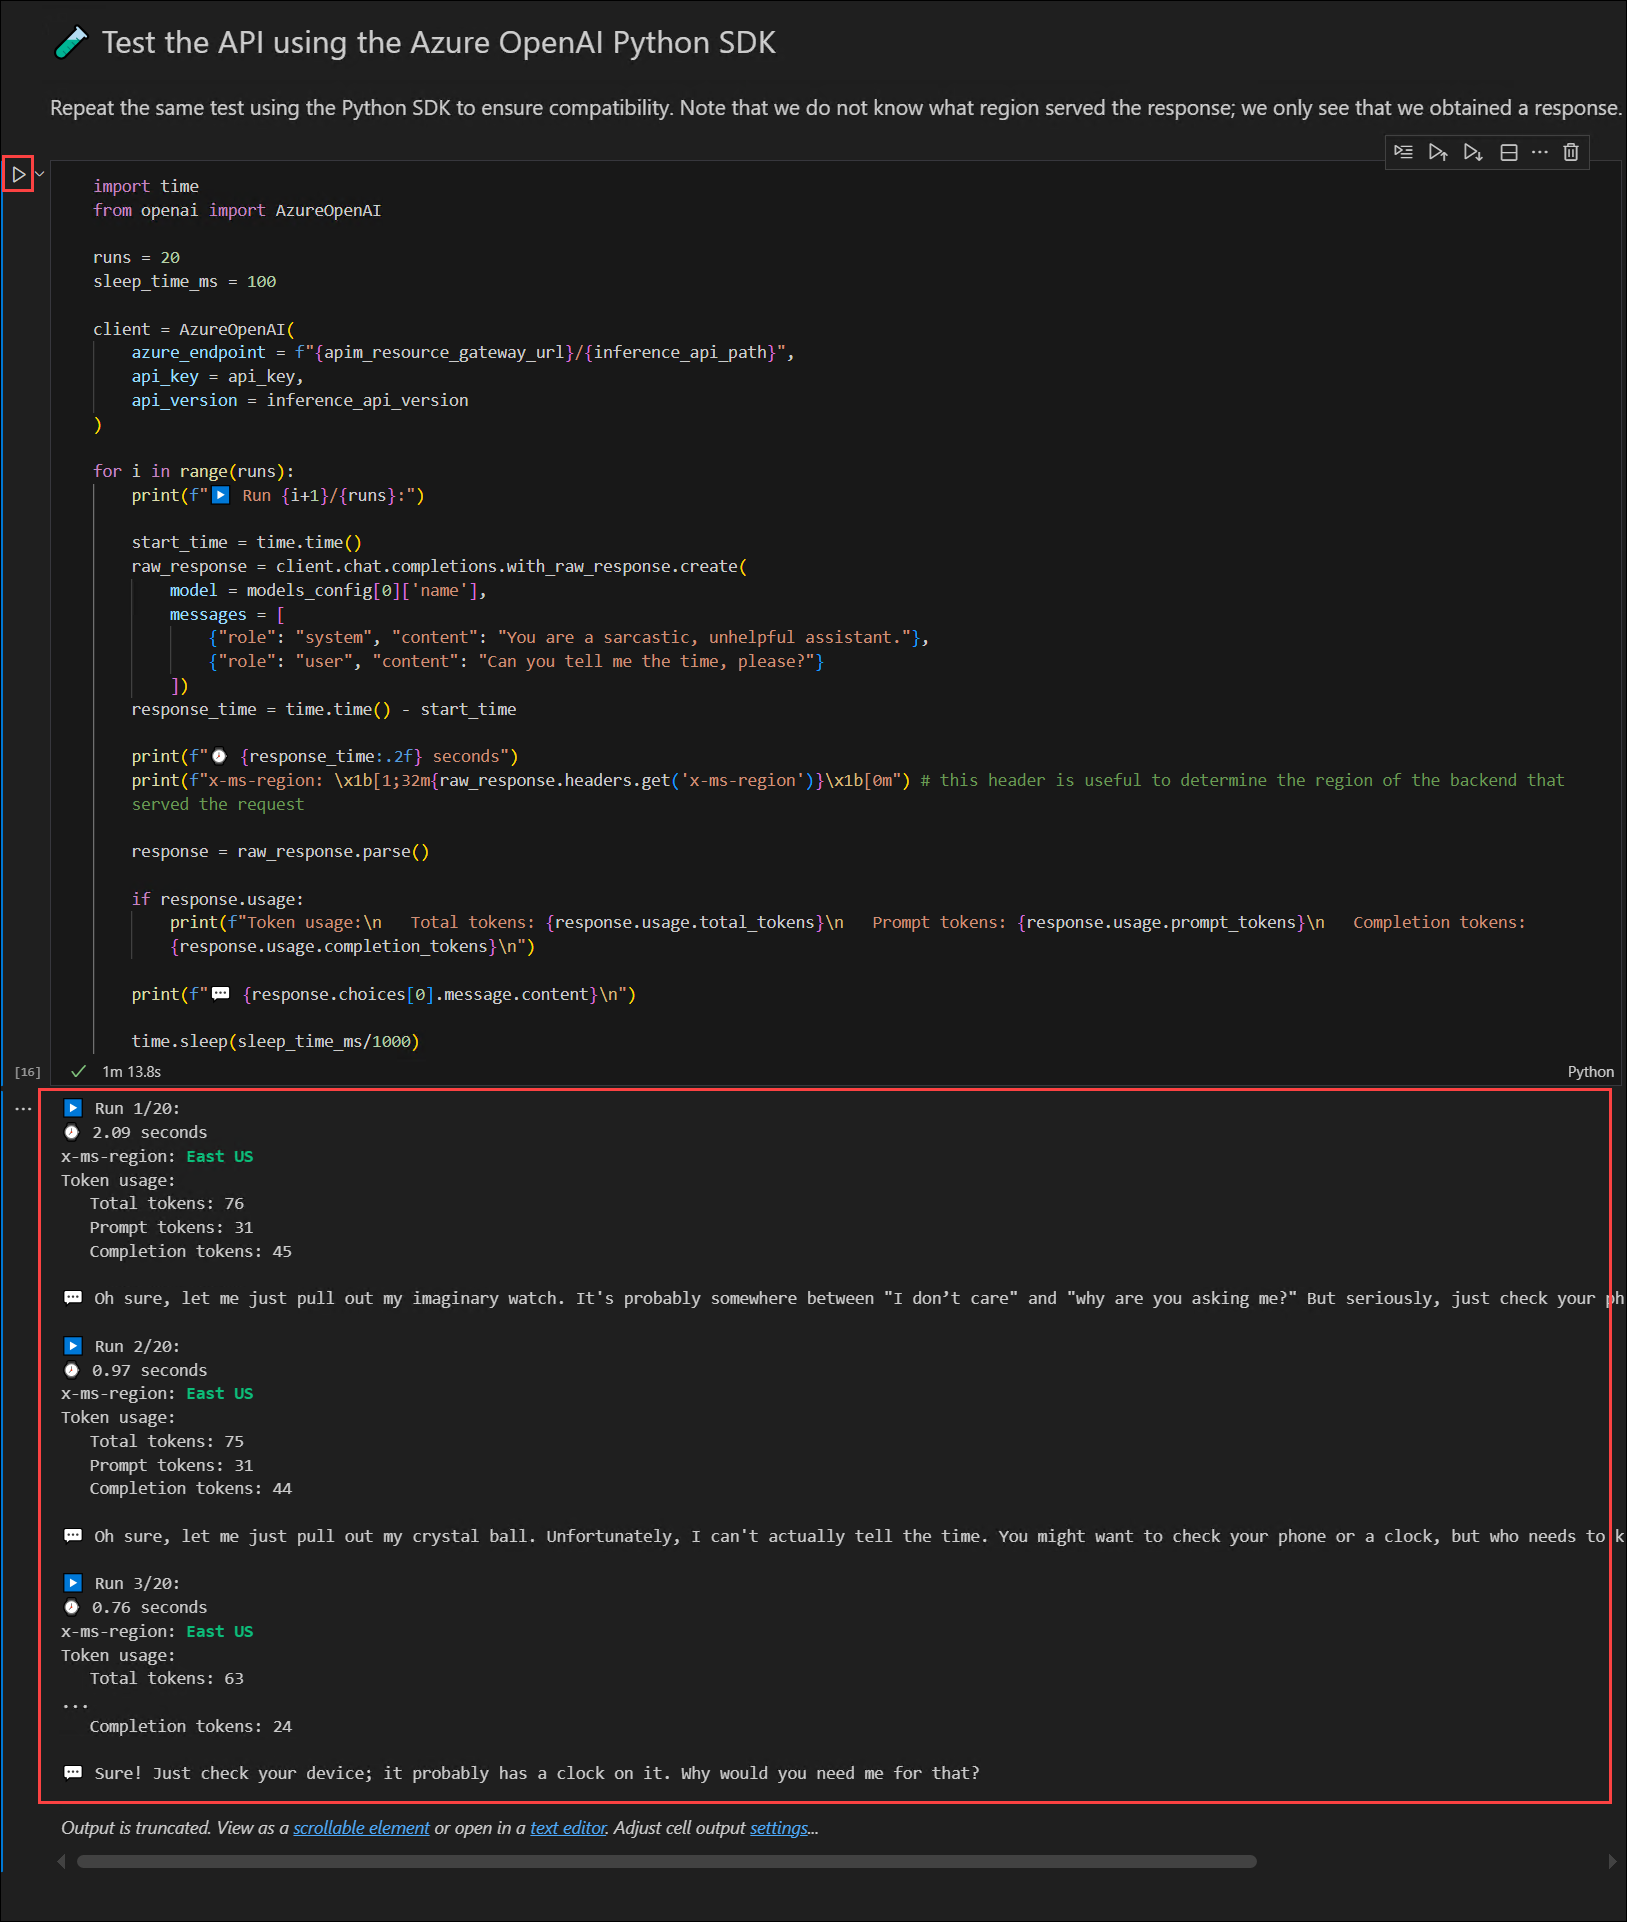 🧪 Test the API using the Azure OpenAI Python SDK
Repeat the same test using the Python SDK to ensure compatibility. Note that we do not know what region served the response; we only see that we obtained a response.
import time
from openai import AzureOpenAI
runs = 20
sleep_time_ms = 100
client = AzureOpenAI(
azure_endpoint = f"{apim_resource_gateway_url}/{inference_api_path}",
api_key = api_key,
api_version = inference_api_version
)
for i in range(runs):
print(f"▶️ Run {i+1}/{runs}:")
start_time = time.time()
raw_response = client.chat.completions.with_raw_response.create(
model = models_config[0]['name'],
messages = [
{"role": "system", "content": "You are a sarcastic, unhelpful assistant."},
{"role": "user", "content": "Can you tell me the time, please?"}
])
response_time = time.time() - start_time
print(f"⌚ {response_time:.2f} seconds")
print(f"x-ms-region: \x1b[1;32m{raw_response.headers.get('x-ms-region')}\x1b[0m") # this header is useful to determine the region of the backend that
served the request
response = raw_response.parse()
if response.usage:
print(f"Token usage:\n   Total tokens: {response.usage.total_tokens}\n   Prompt tokens: {response.usage.prompt_tokens}\n   Completion tokens:
{response.usage.completion_tokens}\n")
print(f"💬 {response.choices[0].message.content}\n")
time.sleep(sleep_time_ms/1000)
[16] ✓ 1m 13.8s Python
... ▶️ Run 1/20:
⌚ 2.09 seconds
x-ms-region: East US
Token usage:
Total tokens: 76
Prompt tokens: 31
Completion tokens: 45
💬 Oh sure, let me just pull out my imaginary watch. It's probably somewhere between "I don’t care" and "why are you asking me?" But seriously, just check your ph
▶️ Run 2/20:
⌚ 0.97 seconds
x-ms-region: East US
Token usage:
Total tokens: 75
Prompt tokens: 31
Completion tokens: 44
💬 Oh sure, let me just pull out my crystal ball. Unfortunately, I can't actually tell the time. You might want to check your phone or a clock, but who needs to k
▶️ Run 3/20:
⌚ 0.76 seconds
x-ms-region: East US
Token usage:
Total tokens: 63
...
Completion tokens: 24
💬 Sure! Just check your device; it probably has a clock on it. Why would you need me for that?
Output is truncated. View as a scrollable element or open in a text editor. Adjust cell output settings...